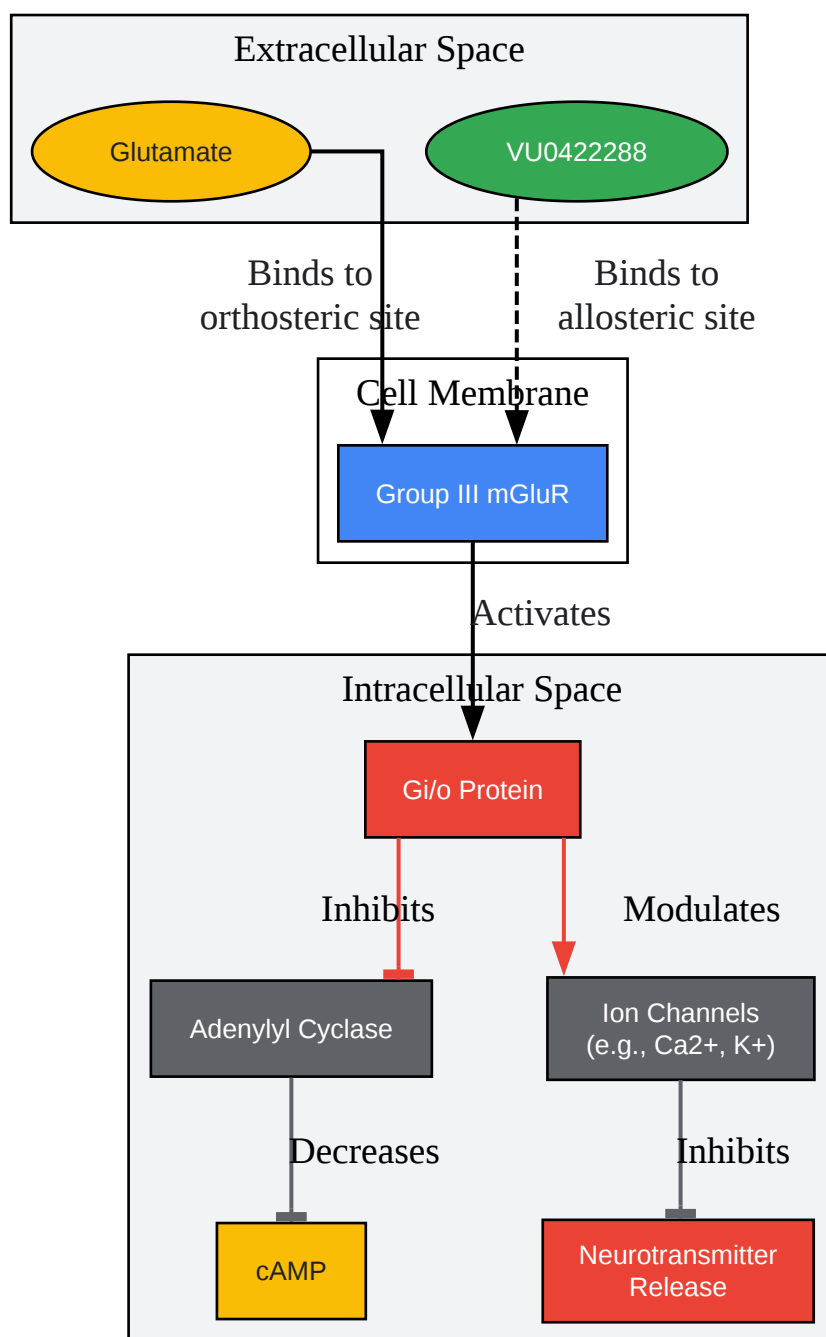 Extracellular Space
Glutamate
VU0422288
Binds to
orthosteric site
Binds to
allosteric site
Cell Membrane
Group III mGluR
Activates
Intracellular Space
Gi/o Protein
Inhibits
Modulates
Adenylyl Cyclase
Ion Channels
(e.g., Ca2+, K+)
Decreases
Inhibits
cAMP
Neurotransmitter
Release